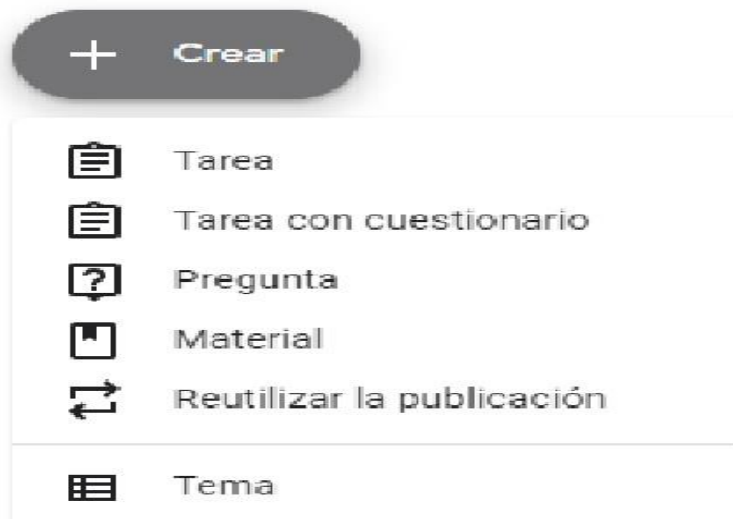 Crear
Tarea
Tarea con cuestionario
Pregunta
Material
Reutilizar la publicación
Tema